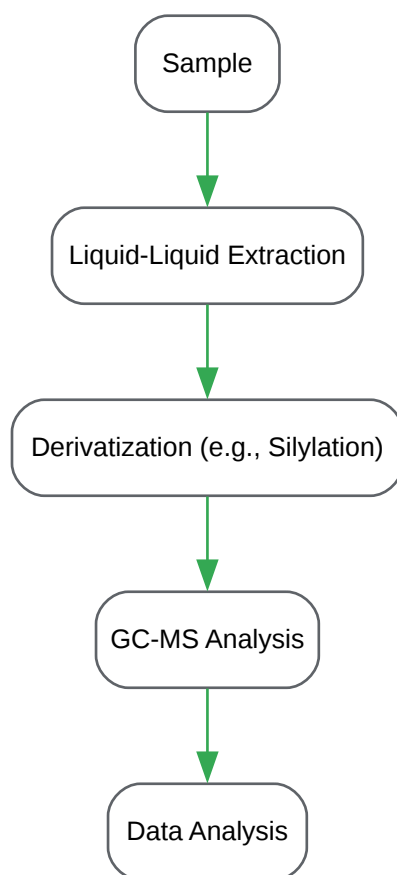 Sample
Liquid-Liquid Extraction
Derivatization (e.g., Silylation)
GC-MS Analysis
Data Analysis